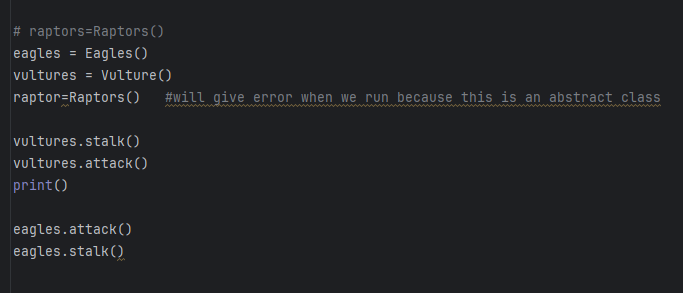 # raptors=Raptors()
eagles = Eagles()
vultures = Vulture()
raptor=Raptors()   #will give error when we run because this is an abstract class
vultures.stalk()
vultures.attack()
print()
eagles.attack()
eagles.stalk()